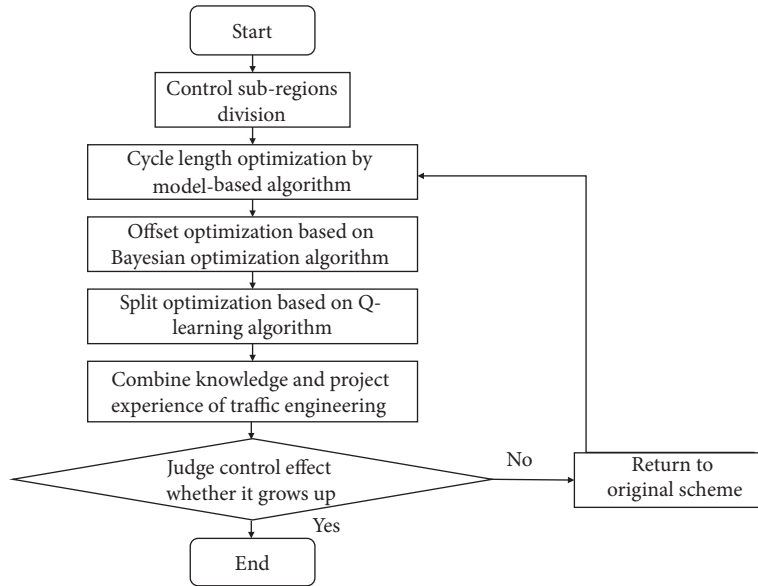 Start
Control sub-regions
division
Cycle length optimization by
model-based algorithm
Offset optimization based on
Bayesian optimization algorithm
Split optimization based on Q-
learning algorithm
Combine knowledge and project
experience of traffic engineering
Judge control effect
whether it grows up
No
Return to
original scheme
Yes
End